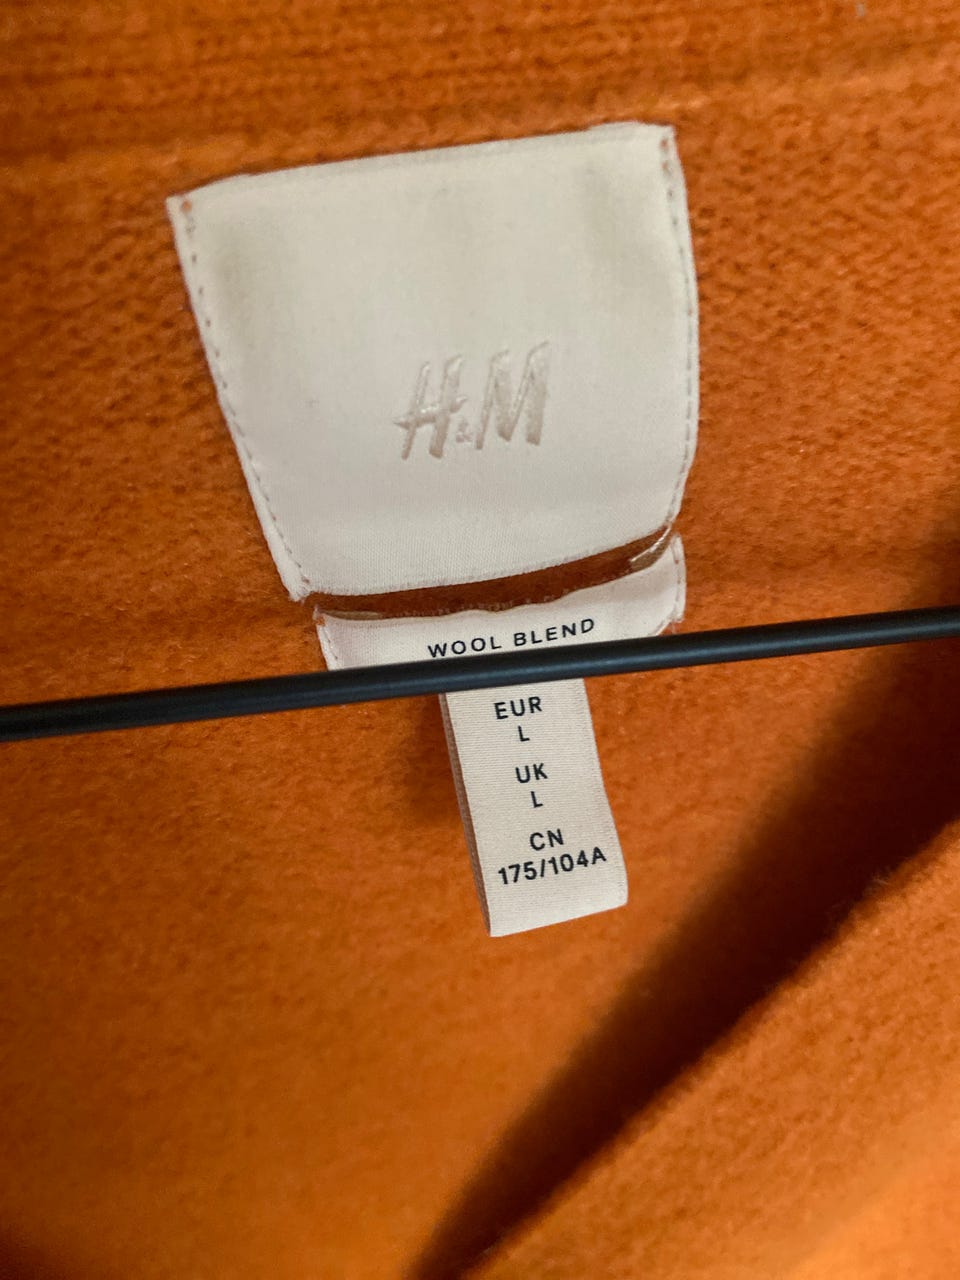 H&M
WOOL BLEND
EUR
L
UK
L
CN
175/104A